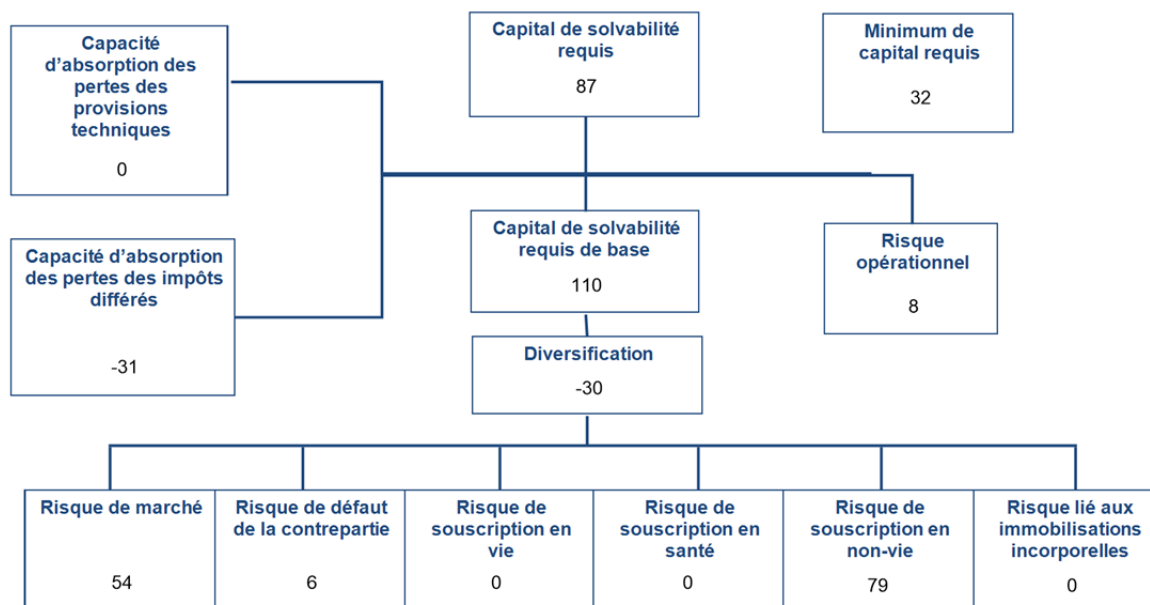 Capacité
d’absorption des
pertes des
provisions
techniques
0
Capital de solvabilité
requis
87
Minimum de
capital requis
32
Capacité d’absorption
des pertes des impôts
différés
-31
Capital de solvabilité
requis de base
110
Risque
opérationnel
8
Diversification
-30
Risque de marché
54
Risque de défaut
de la contrepartie
6
Risque de
souscription en
vie
0
Risque de
souscription en
santé
0
Risque de
souscription en
non-vie
79
Risque lié aux
immobilisations
incorporelles
0